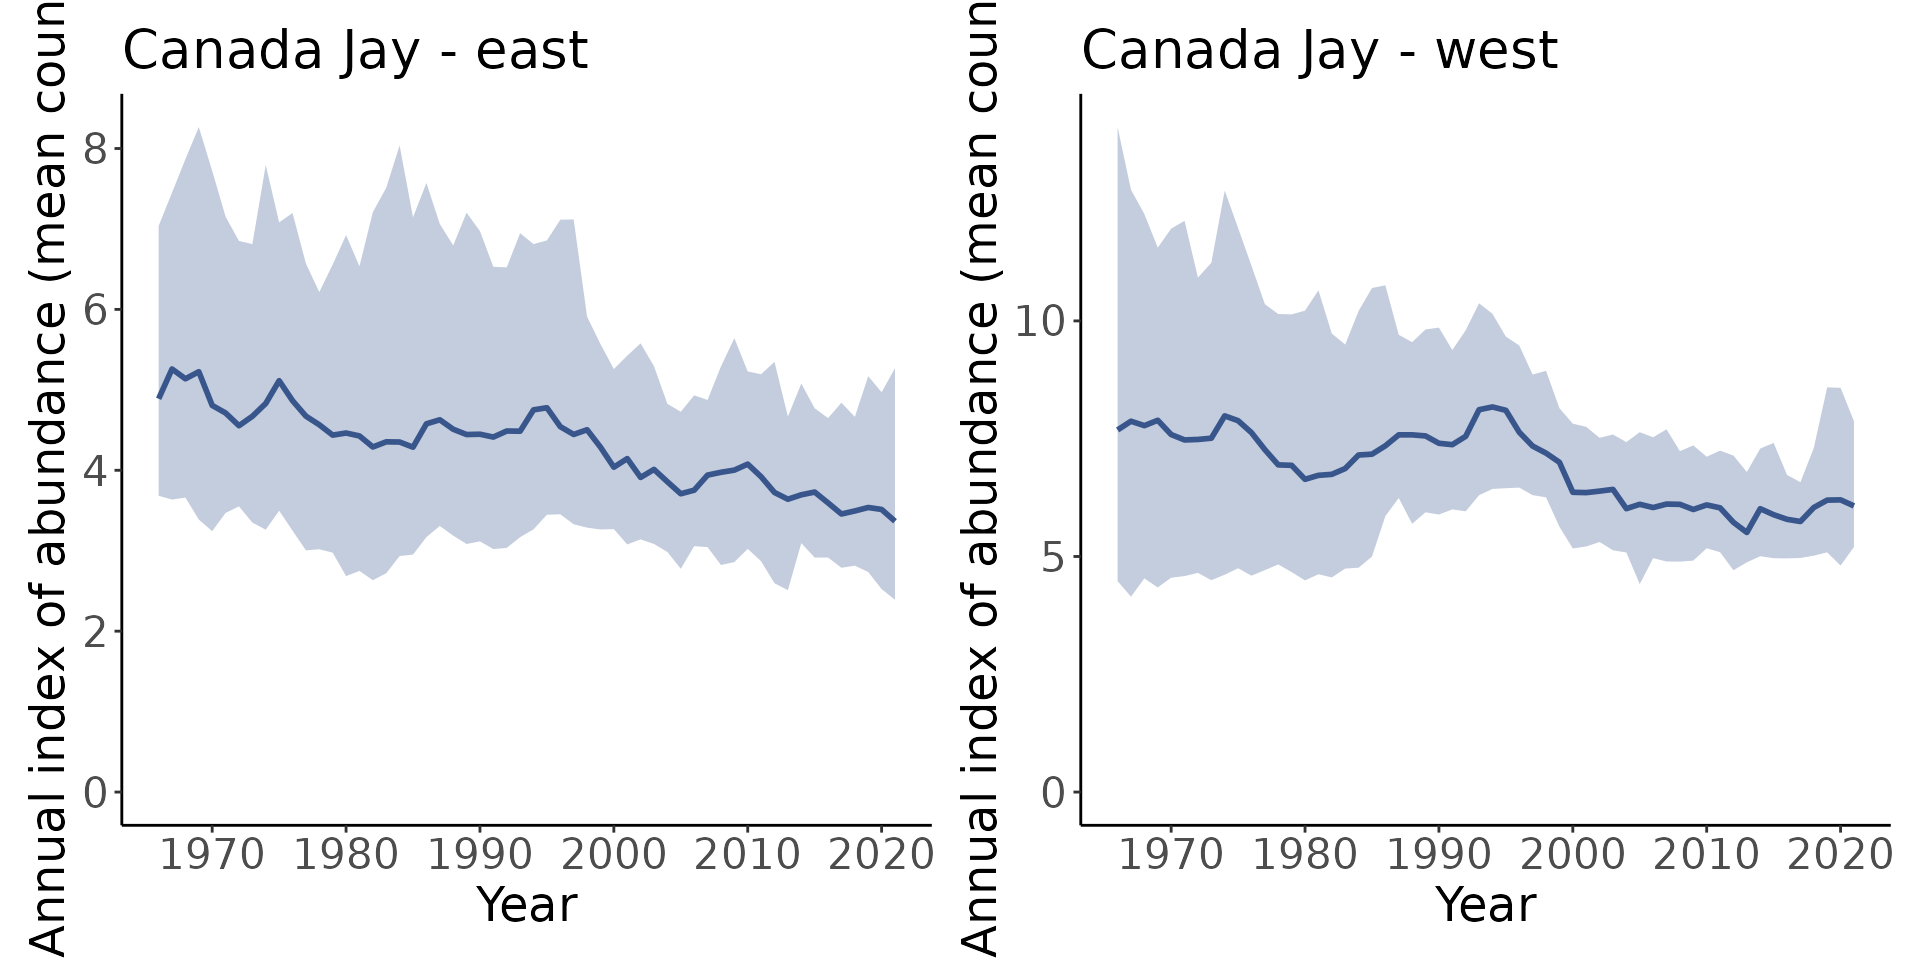 Canada Jay - east
Annual index of abundance (mean coun
8
6
4
2
0
1970 1980 1990 2000 2010 2020
Year
Canada Jay - west
Annual index of abundance (mean coun
10
5
0
1970 1980 1990 2000 2010 2020
Year